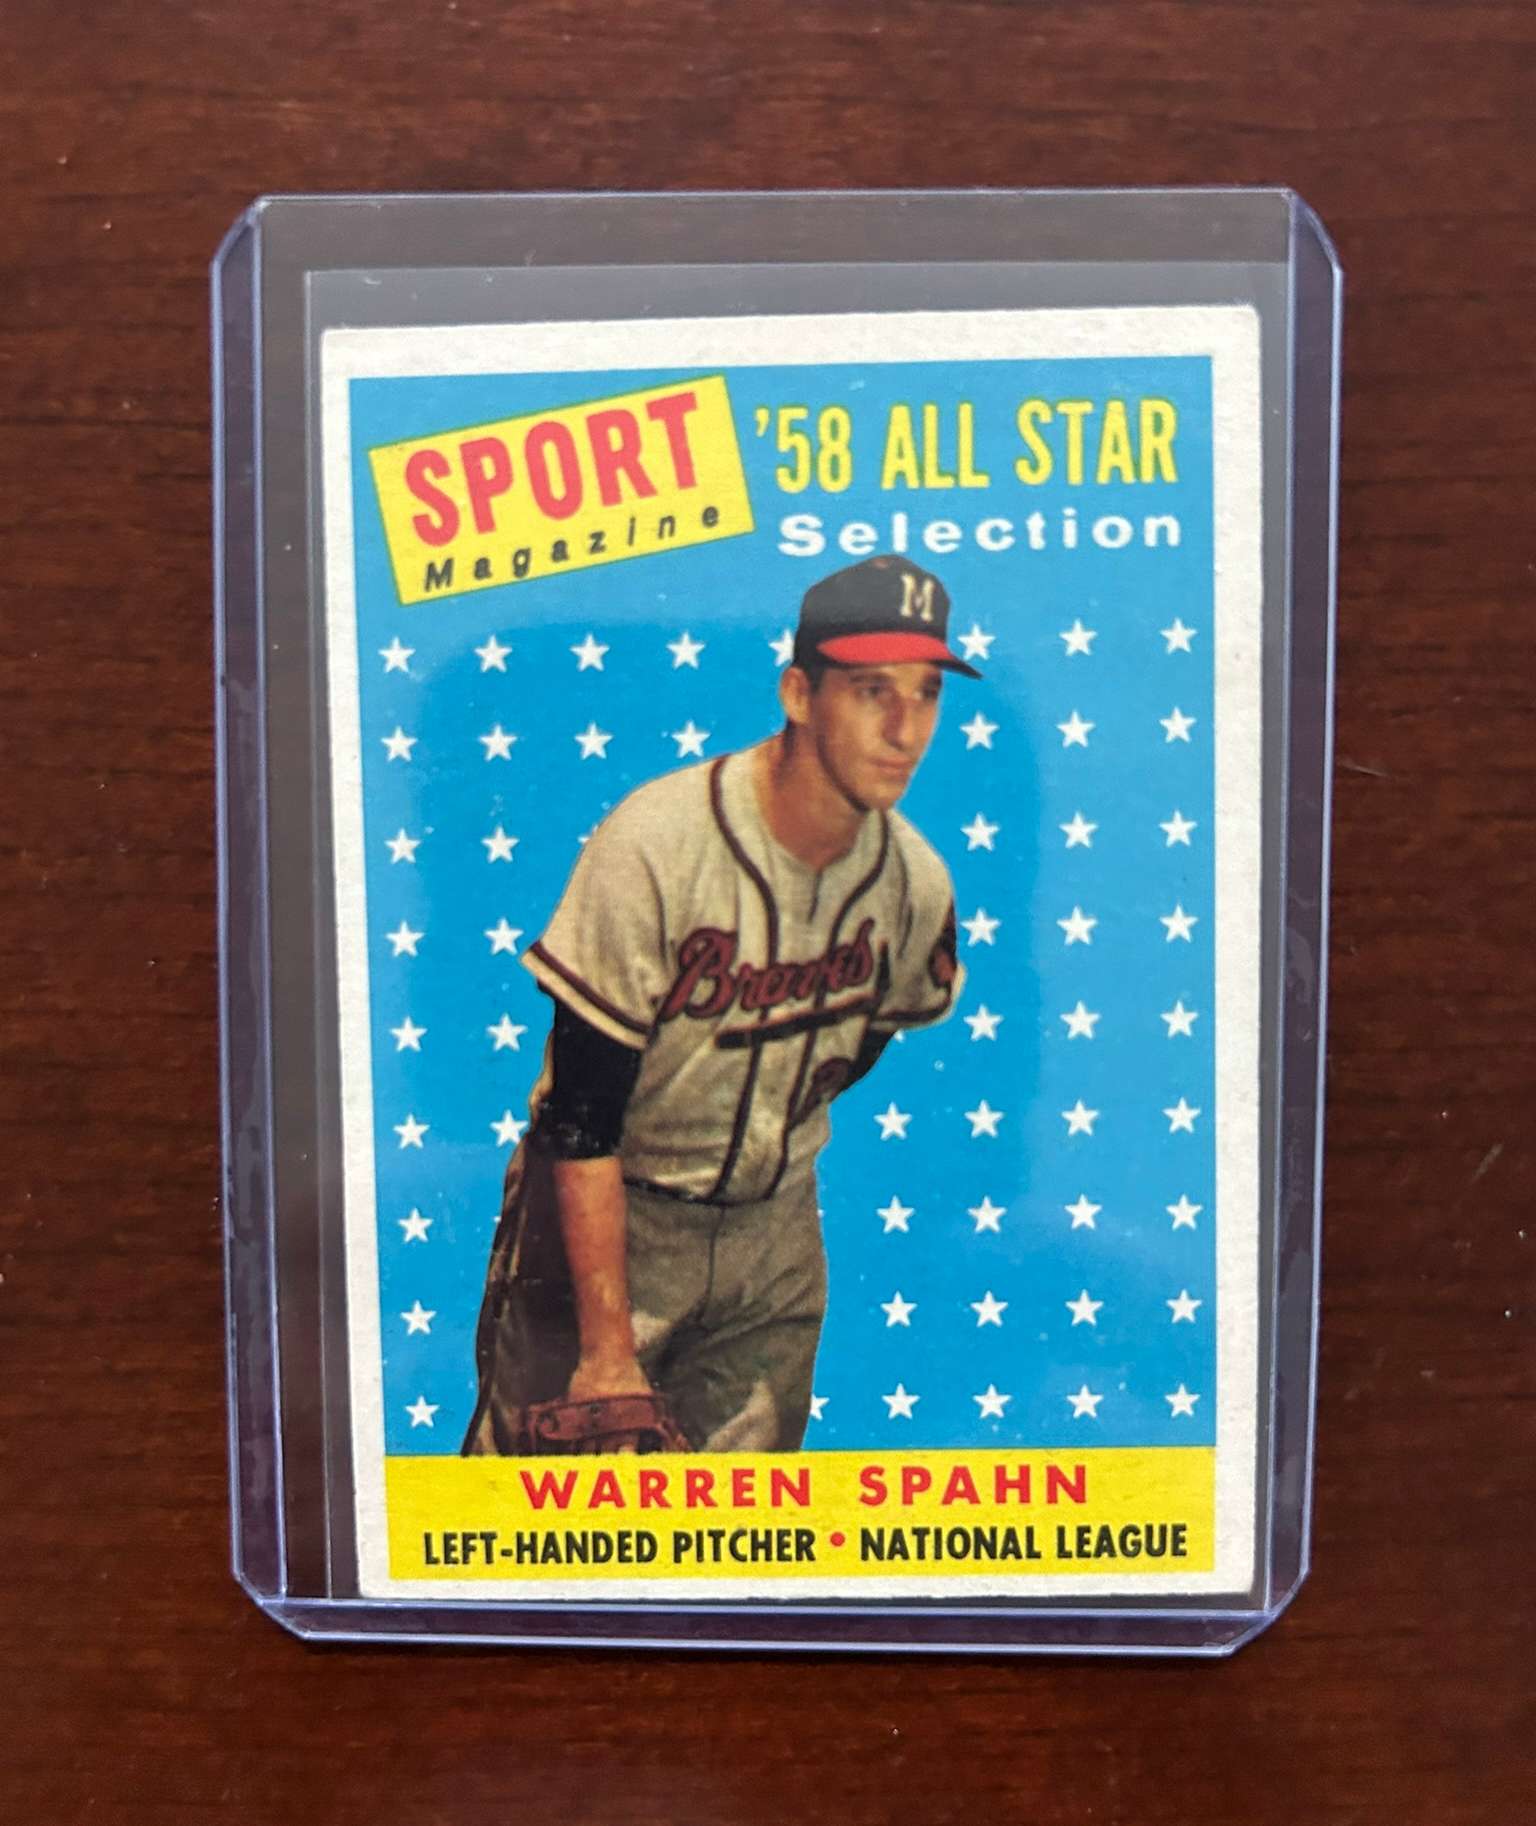 SPORT
Magazine
'58 ALL STAR
Selection
M
Braves
WARREN SPAHN
LEFT-HANDED PITCHER • NATIONAL LEAGUE